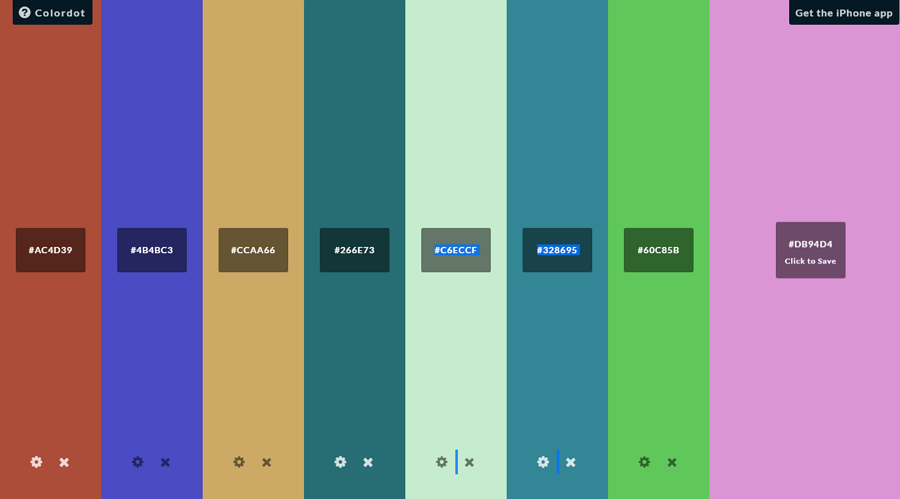 Colordot
Get the iPhone app
#AC4D39
#4B4BC3
#CCAA66
#266E73
#C6ECCF
#328695
#60C85B
#DB94D4
Click to Save